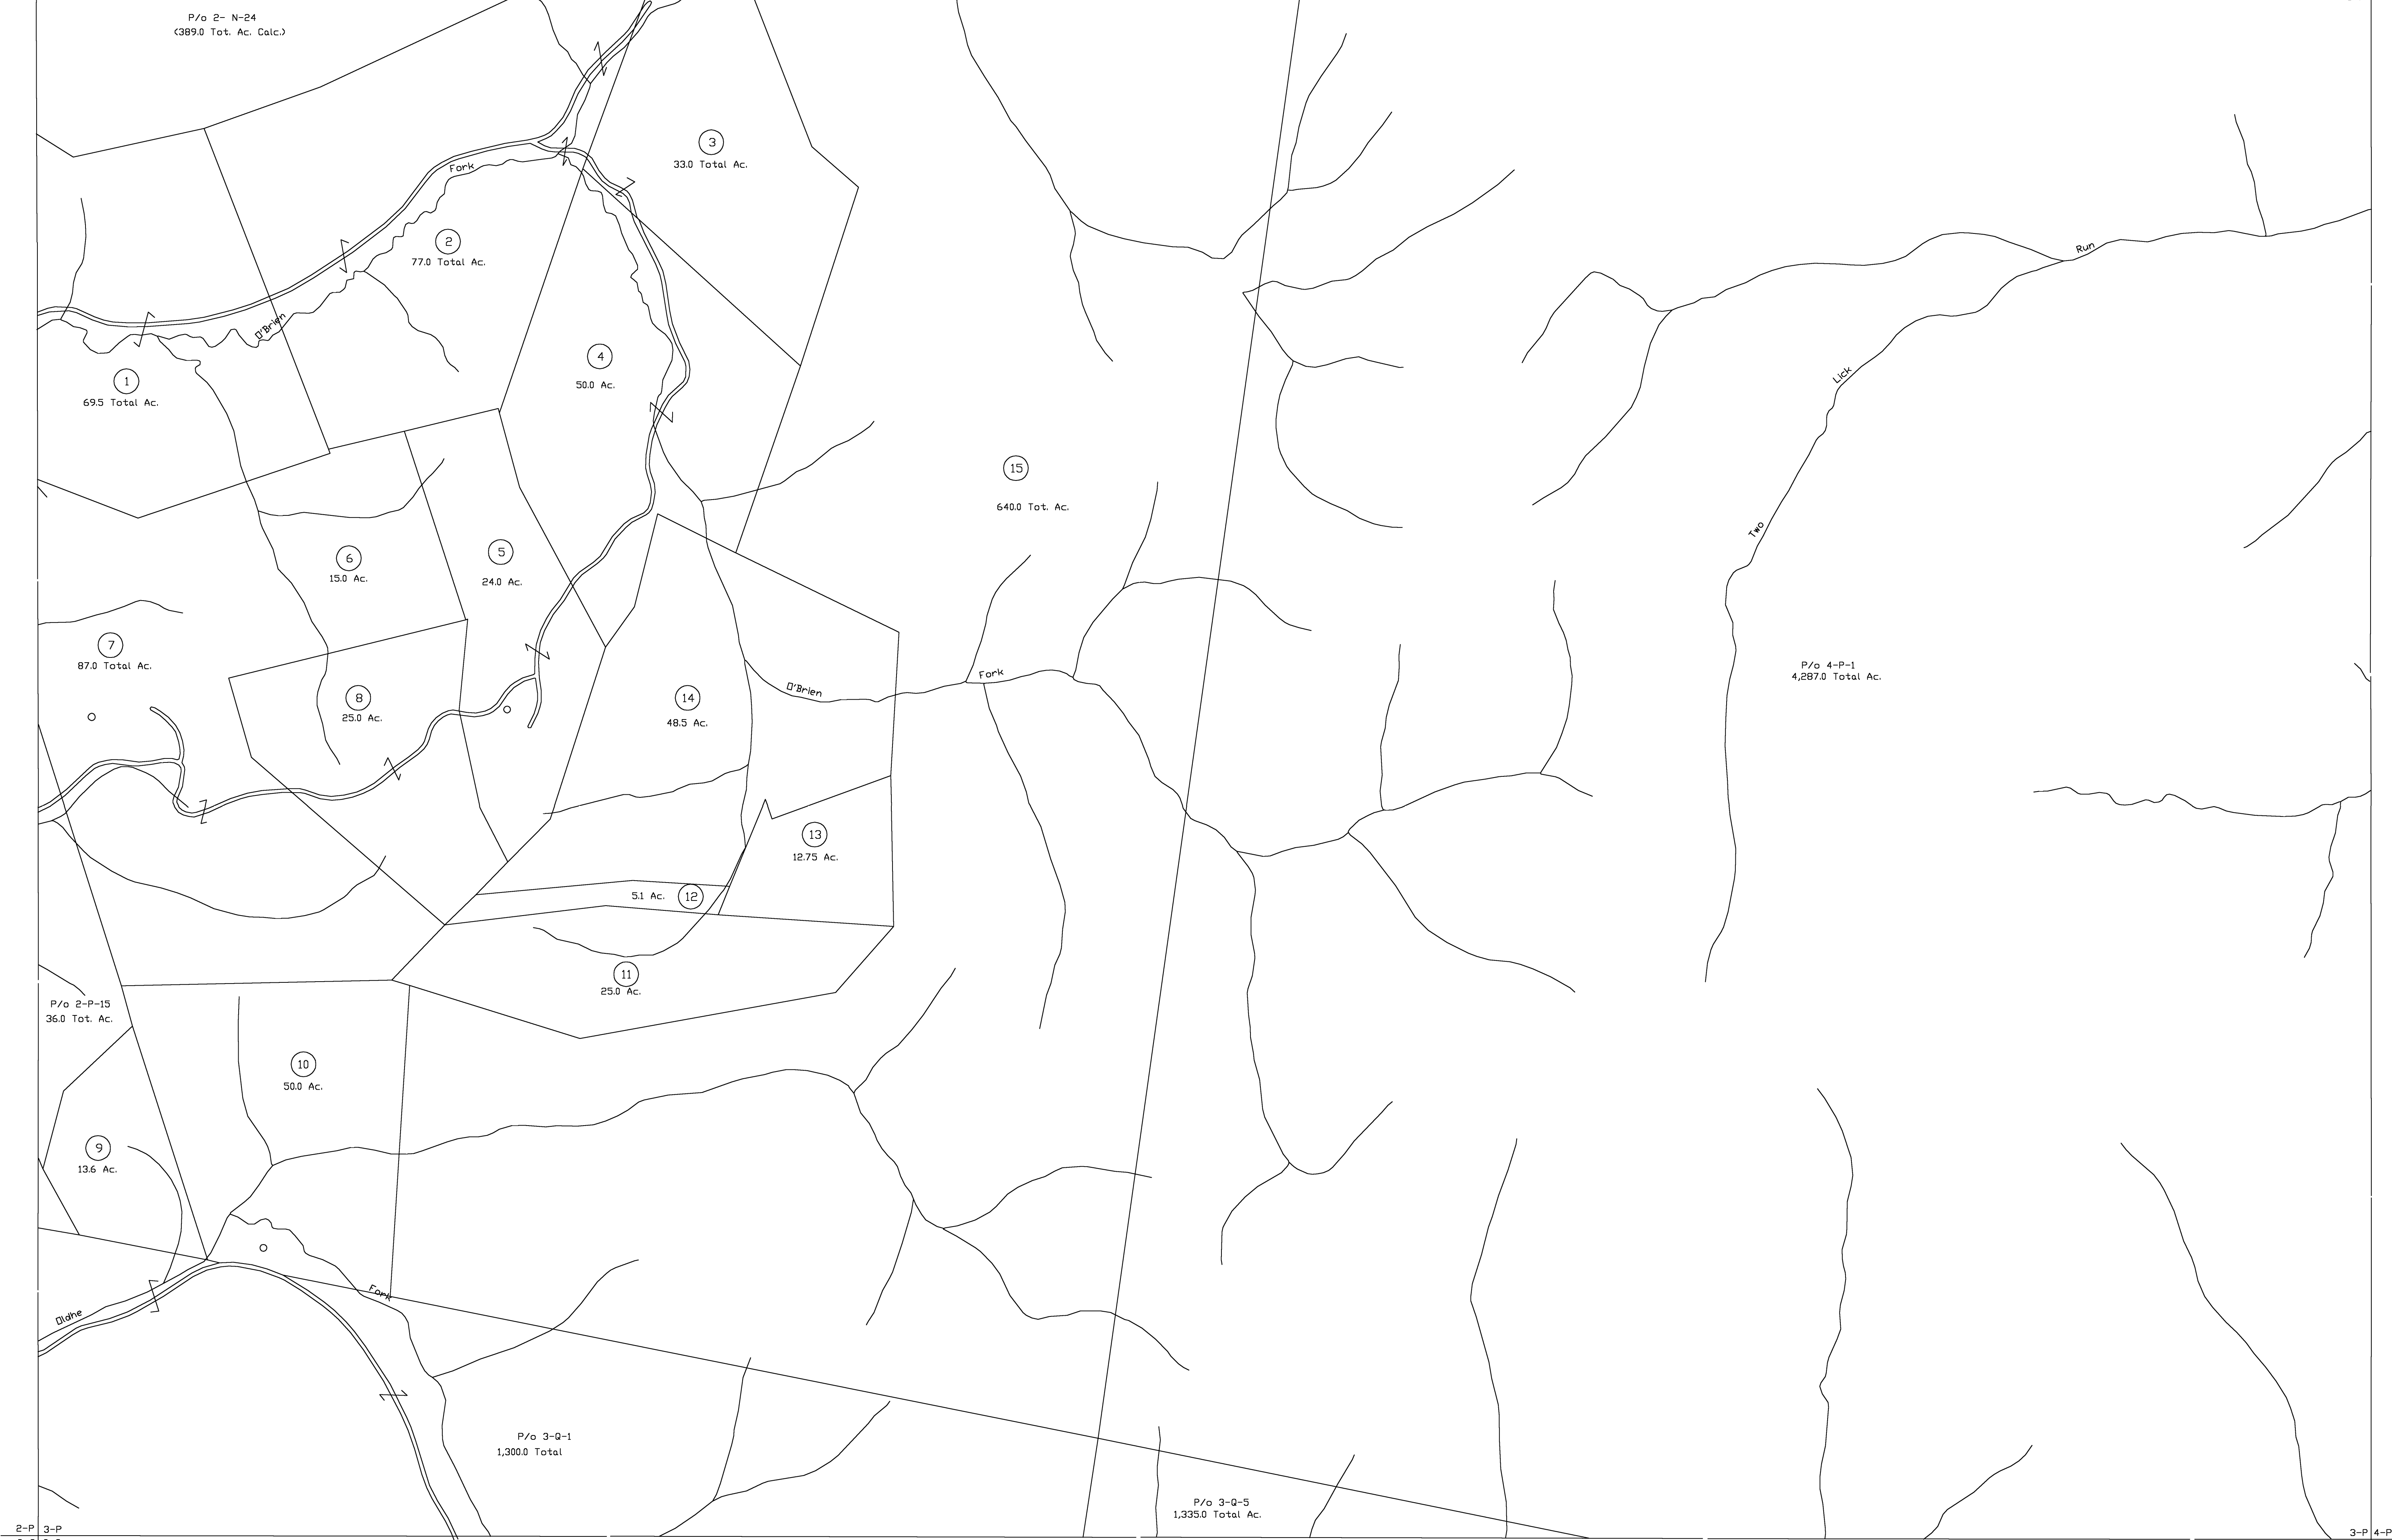 P/o 2- N-24
(389.0 Tot. Ac. Calc.)
3
33.0 Total Ac.
Fork
2
77.0 Total Ac.
Run
O'Brien
4
50.0 Ac.
1
69.5 Total Ac.
Lick
15
640.0 Tot. Ac.
Two
6
15.0 Ac.
5
24.0 Ac.
7
87.0 Total Ac.
P/o 4-P-1
4,287.0 Total Ac.
Fork
O'Brien
8
25.0 Ac.
14
48.5 Ac.
13
12.75 Ac.
5.1 Ac. 12
11
25.0 Ac.
P/o 2-P-15
36.0 Tot. Ac.
10
50.0 Ac.
9
13.6 Ac.
Fork
Oldhe
P/o 3-Q-1
1,300.0 Total
P/o 3-Q-5
1,335.0 Total Ac.
2-P 3-P
3-P 4-P